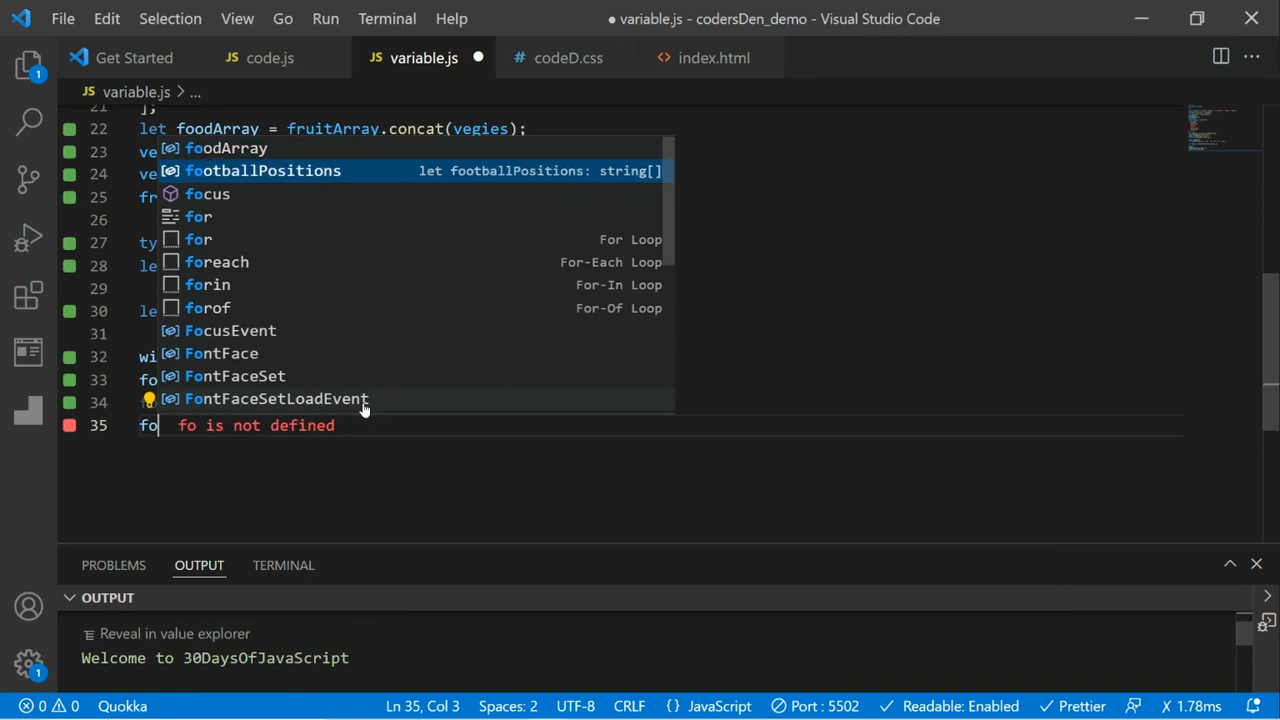 File Edit Selection View Go Run Terminal Help ● variable.js - codersDen_demo - Visual Studio Code
Get Started JS code.js JS variable.js # codeD.css <> index.html ...
JS variable.js > ...
21 ];
22 let foodArray = fruitArray.concat(vegies);
23 ve
24 ve
25 fr
26
27 ty
28 le
29
30 le
31
32 wi
33 fo
34
35 fo fo is not defined
foodArray
footballPositions let footballPositions: string[]
focus
for
for For Loop
foreach For-Each Loop
forin For-In Loop
forof For-Of Loop
FocusEvent
FontFace
FontFaceSet
FontFaceSetLoadEvent
1
1
PROBLEMS OUTPUT TERMINAL
OUTPUT
Reveal in value explorer
Welcome to 30DaysOfJavaScript
0 0 Quokka Ln 35, Col 3 Spaces: 2 UTF-8 CRLF {} JavaScript Port : 5502 Readable: Enabled Prettier X 1.78ms